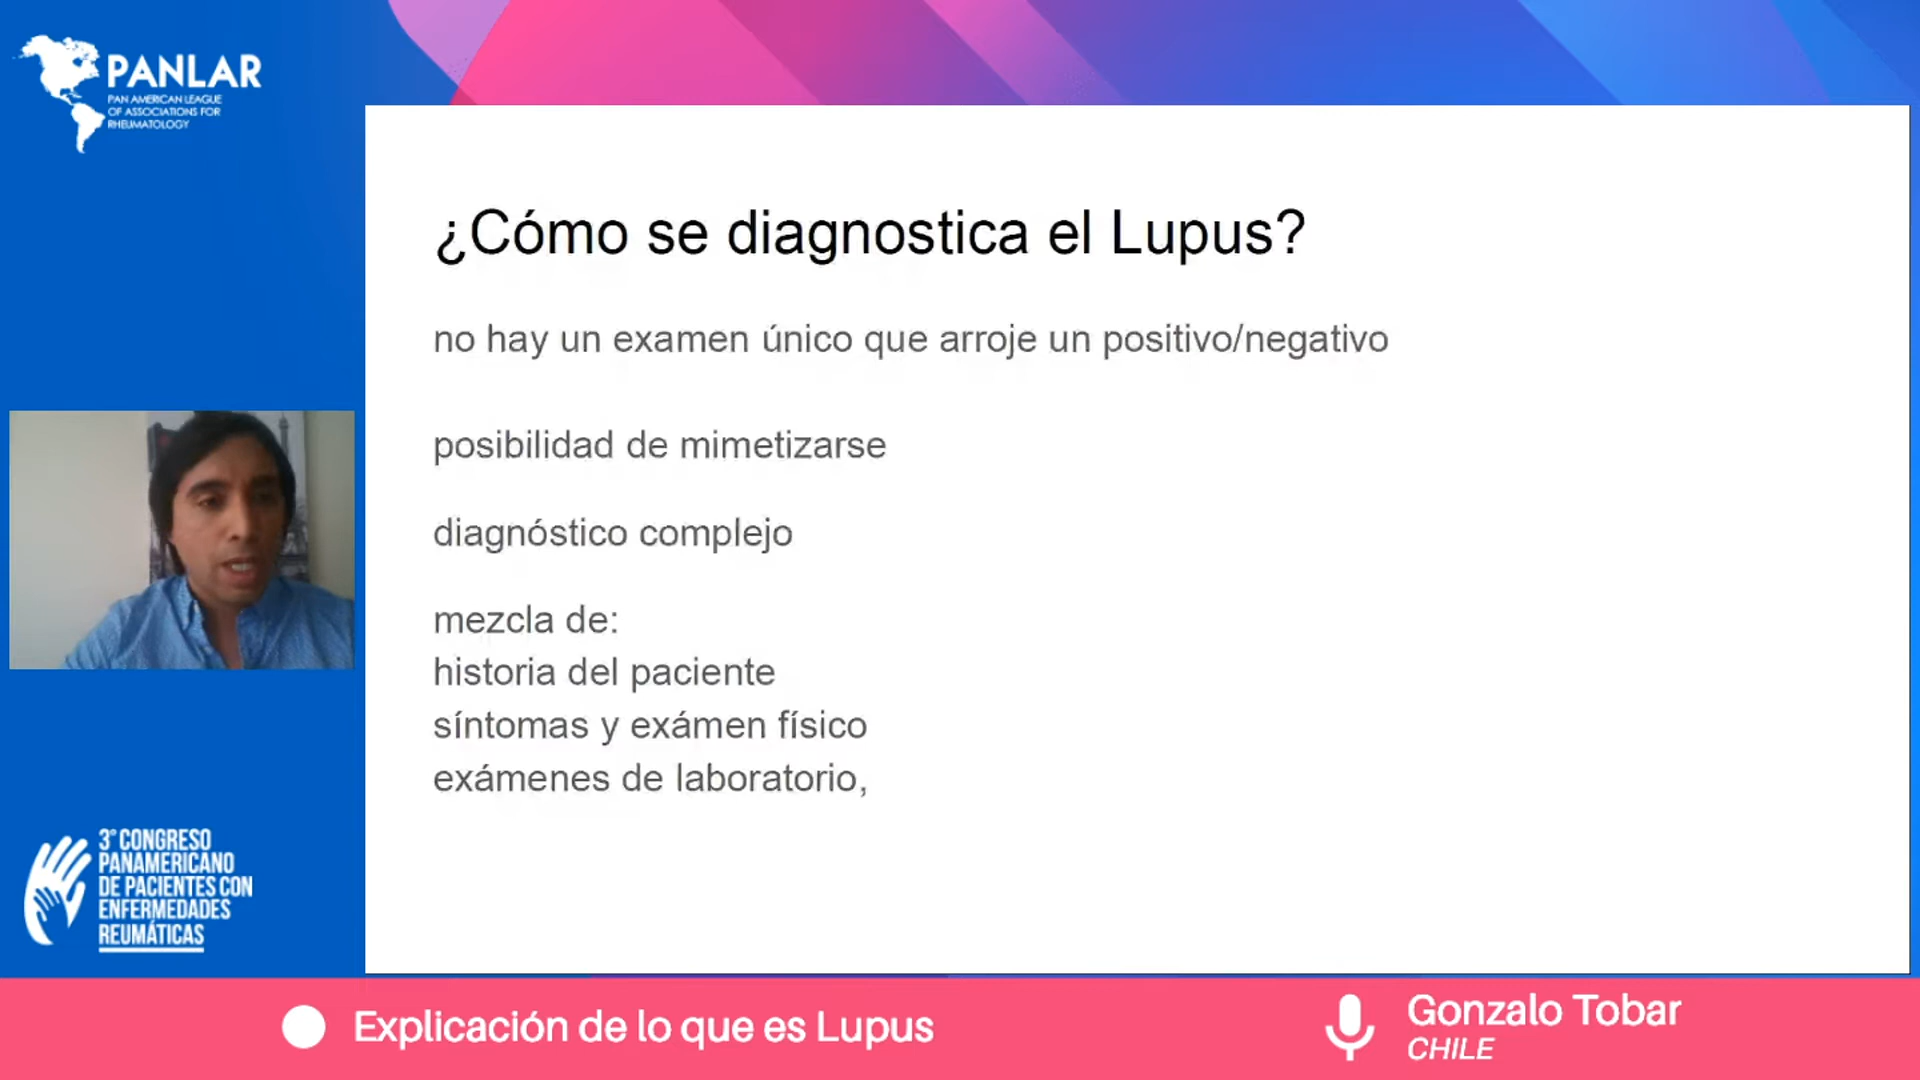 PANLAR
PAN AMERICAN LEAGUE
OF ASSOCIATIONS FOR
RHEUMATOLOGY
¿Cómo se diagnostica el Lupus?
no hay un examen único que arroje un positivo/negativo
posibilidad de mimetizarse
diagnóstico complejo
mezcla de:
historia del paciente
síntomas y exámen físico
exámenes de laboratorio,
3° CONGRESO
PANAMERICANO
DE PACIENTES CON
ENFERMEDADES
REUMÁTICAS
Explicación de lo que es Lupus
Gonzalo Tobar
CHILE